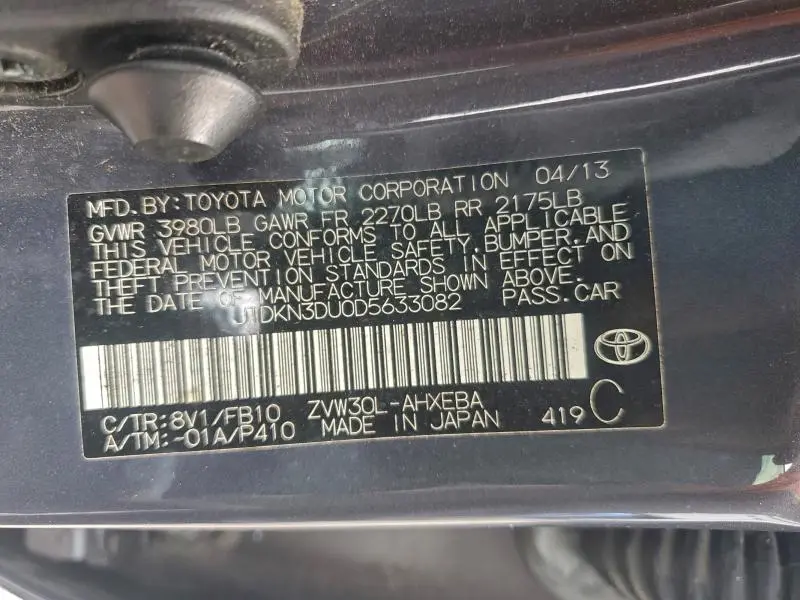 MFD. BY: TOYOTA MOTOR CORPORATION 04/13
GVWR 3980LB GAWR FR 2270LB RR 2175LB
THIS VEHICLE CONFORMS TO ALL APPLICABLE
FEDERAL MOTOR VEHICLE SAFETY, BUMPER, AND
THEFT PREVENTION STANDARDS IN EFFECT ON
THE DATE OF MANUFACTURE SHOWN ABOVE.
JTDKN3DU0D5633082 PASS. CAR
C/TR: 8V1/FB10 ZVW30L-AHXEBA
A/TM: -01A/P410 MADE IN JAPAN 419 C